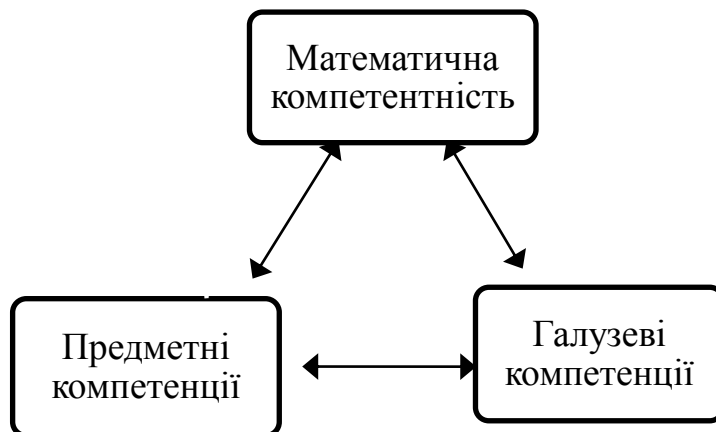 Математична
компетентність
Предметні
компетенції
Галузеві
компетенції